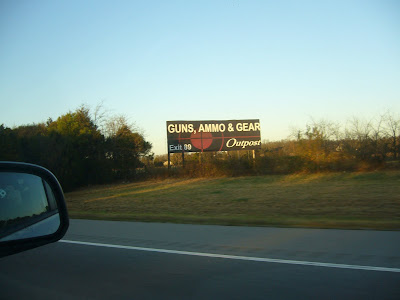 GUNS, AMMO & GEAR
Exit 89 Outpost